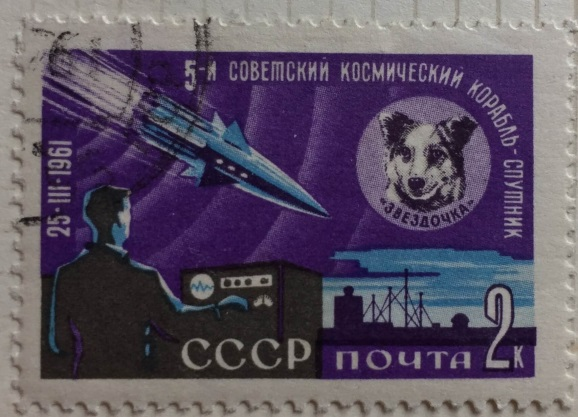 5-Й СОВЕТСКИЙ КОСМИЧЕСКИЙ КОРАБЛЬ-СПУТНИК
25·III·1961
«ЗВЕЗДОЧКА»
СССР ПОЧТА 2К